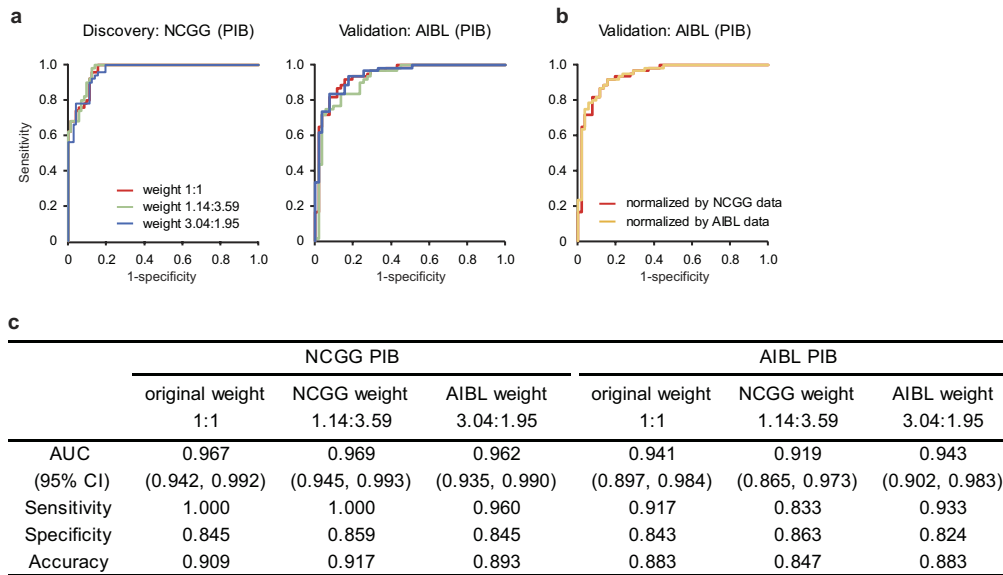 a
Discovery: NCGG (PIB)
1.0
0.8
0.6
0.4
0.2
0
Sensitivity
weight 1:1
weight 1.14:3.59
weight 3.04:1.95
0 0.2 0.4 0.6 0.8 1.0
1-specificity
Validation: AIBL (PIB)
1.0
0.8
0.6
0.4
0.2
0
0 0.2 0.4 0.6 0.8 1.0
1-specificity
b
Validation: AIBL (PIB)
1.0
0.8
0.6
0.4
0.2
0
normalized by NCGG data
normalized by AIBL data
0 0.2 0.4 0.6 0.8 1.0
1-specificity
c
NCGG PIB AIBL PIB
original weight NCGG weight AIBL weight original weight NCGG weight AIBL weight
1:1 1.14:3.59 3.04:1.95 1:1 1.14:3.59 3.04:1.95
AUC 0.967 0.969 0.962 0.941 0.919 0.943
(95% CI) (0.942, 0.992) (0.945, 0.993) (0.935, 0.990) (0.897, 0.984) (0.865, 0.973) (0.902, 0.983)
Sensitivity 1.000 1.000 0.960 0.917 0.833 0.933
Specificity 0.845 0.859 0.845 0.843 0.863 0.824
Accuracy 0.909 0.917 0.893 0.883 0.847 0.883